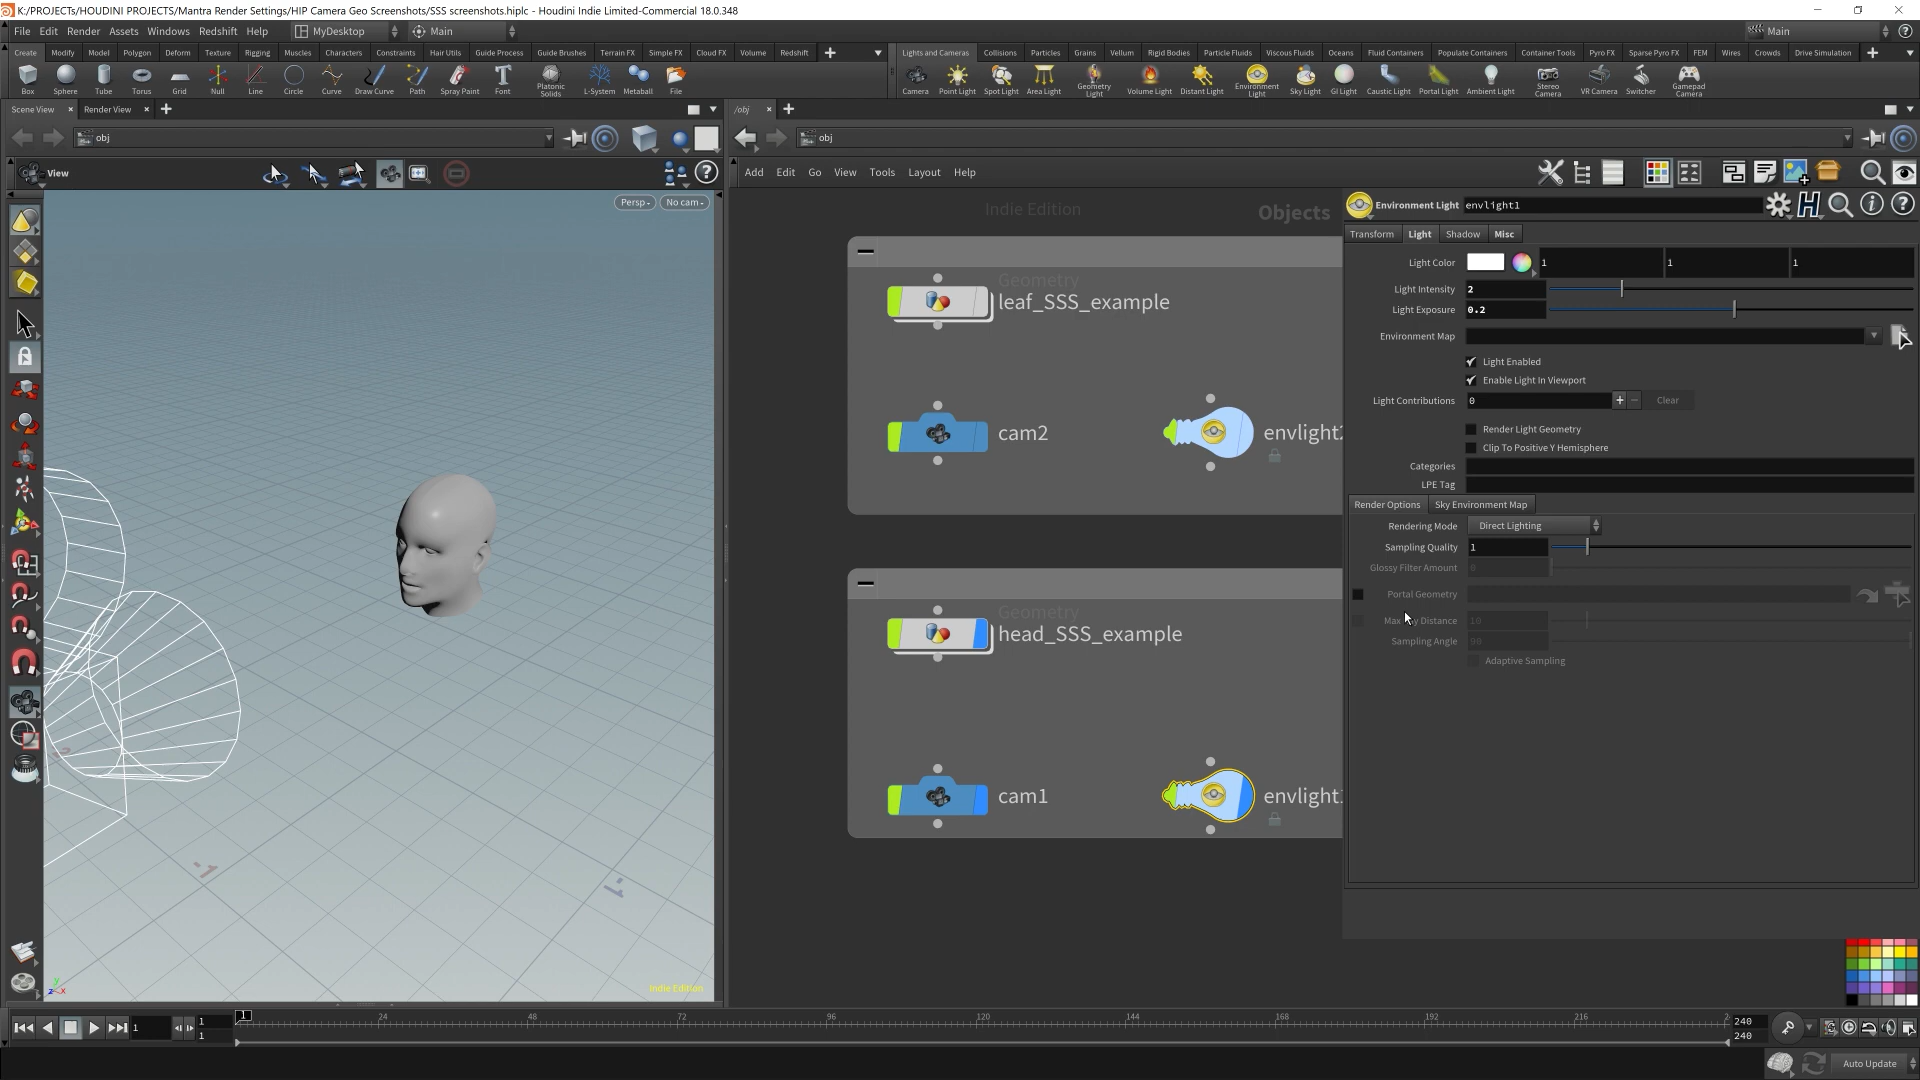 K:/PROJECTs/HOUDINI PROJECTS/Mantra Render Settings/HIP Camera Geo Screenshots/SSS screenshots.hiplc - Houdini Indie Limited-Commercial 18.0.348
File Edit Render Assets Windows Redshift Help MyDesktop Main Main
Create Modify Model Polygon Deform Texture Rigging Muscles Characters Constraints Hair Utils Guide Process Guide Brushes Terrain FX Simple FX Cloud FX Volume Redshift
Lights and Cameras Collisions Particles Grains Vellum Rigid Bodies Particle Fluids Viscous Fluids Oceans Fluid Containers Populate Containers Container Tools Pyro FX Sparse Pyro FX FEM Wires Crowds Drive Simulation
Box Sphere Tube Torus Grid Null Line Circle Curve Draw Curve Path Spray Paint Font Platonic Solids L-System Metaball File
Camera Point Light Spot Light Area Light Geometry Light Volume Light Distant Light Environment Light Sky Light GI Light Caustic Light Portal Light Ambient Light Stereo Camera VR Camera Switcher Gamepad Camera
Scene View Render View
/obj
obj
obj
View
Persp No cam
Add Edit Go View Tools Layout Help
Indie Edition
Objects
Geometry
leaf_SSS_example
cam2
envlight2
Geometry
head_SSS_example
cam1
envlight1
Environment Light envlight1
Transform Light Shadow Misc
Light Color 1 1 1
Light Intensity 2
Light Exposure 0.2
Environment Map
Light Enabled
Enable Light In Viewport
Light Contributions 0 Clear
Render Light Geometry
Clip To Positive Y Hemisphere
Categories
LPE Tag
Render Options Sky Environment Map
Rendering Mode Direct Lighting
Sampling Quality 1
Glossy Filter Amount 0
Portal Geometry
Max Distance 10
Sampling Angle 90
Adaptive Sampling
Indie Edition
1 1 1 1 24 48 72 96 120 144 168 192 216 2 240
240
Auto Update